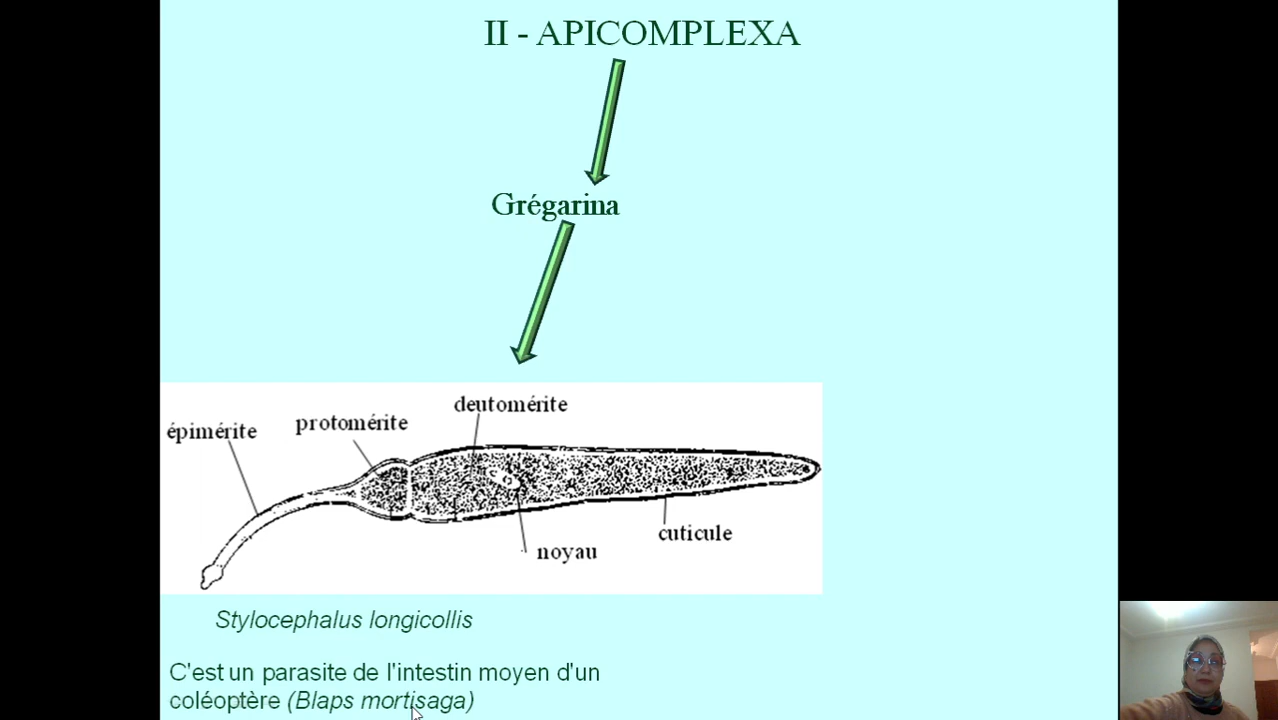 II - APICOMPLEXA
Grégarina
deutomérite
protomérite
épimérite
cuticule
noyau
Stylocephalus longicollis
C'est un parasite de l'intestin moyen d'un
coléoptère (Blaps mortisaga)